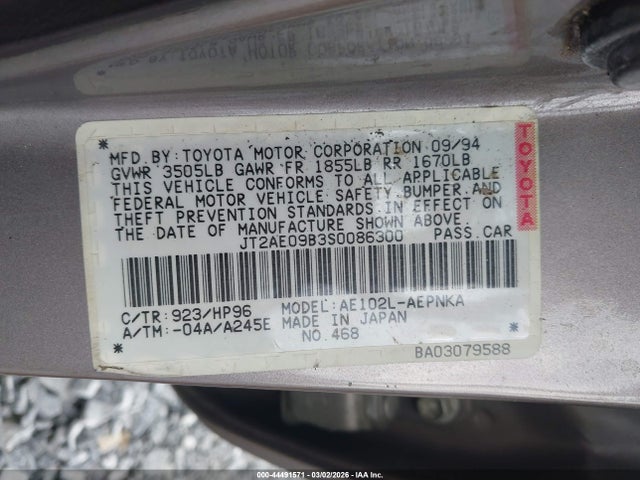 MFD.BY:TOYOTA MOTOR CORPORATION 09/94
GVWR 3505LB GAWR FR 1855LB RR 1670LB
THIS VEHICLE CONFORMS TO ALL APPLICABLE
FEDERAL MOTOR VEHICLE SAFETY,BUMPER,AND
THEFT PREVENTION STANDARDS IN EFFECT ON
THE DATE OF MANUFACTURE SHOWN ABOVE.
JT2AE09B3S0086300 PASS.CAR
TOYOTA
C/TR:923/HP96 MODEL:AE102L-AEPNKA
A/TM:-04A/A245E MADE IN JAPAN
NO.468
BA03079588
000-44491571 - 03/02/2026 - IAA Inc.